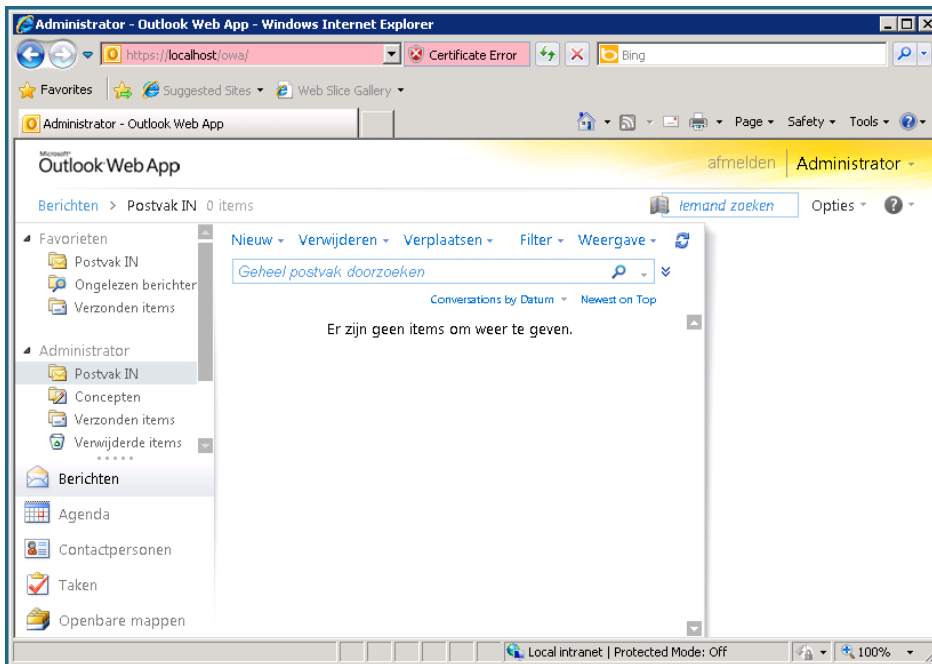 Administrator - Outlook Web App - Windows Internet Explorer
https://localhost/owa/ Certificate Error Bing
Favorites Suggested Sites Web Slice Gallery
Administrator - Outlook Web App Page Safety Tools
Microsoft
Outlook Web App afmelden Administrator
Berichten > Postvak IN 0 items Iemand zoeken Opties
Favorieten
Postvak IN
Ongelezen berichten
Verzonden items
Administrator
Postvak IN
Concepten
Verzonden items
Verwijderde items
Berichten
Agenda
Contactpersonen
Taken
Openbare mappen
Nieuw Verwijderen Verplaatsen Filter Weergave
Geheel postvak doorzoeken
Conversations by Datum Newest on Top
Er zijn geen items om weer te geven.
Local intranet | Protected Mode: Off 100%